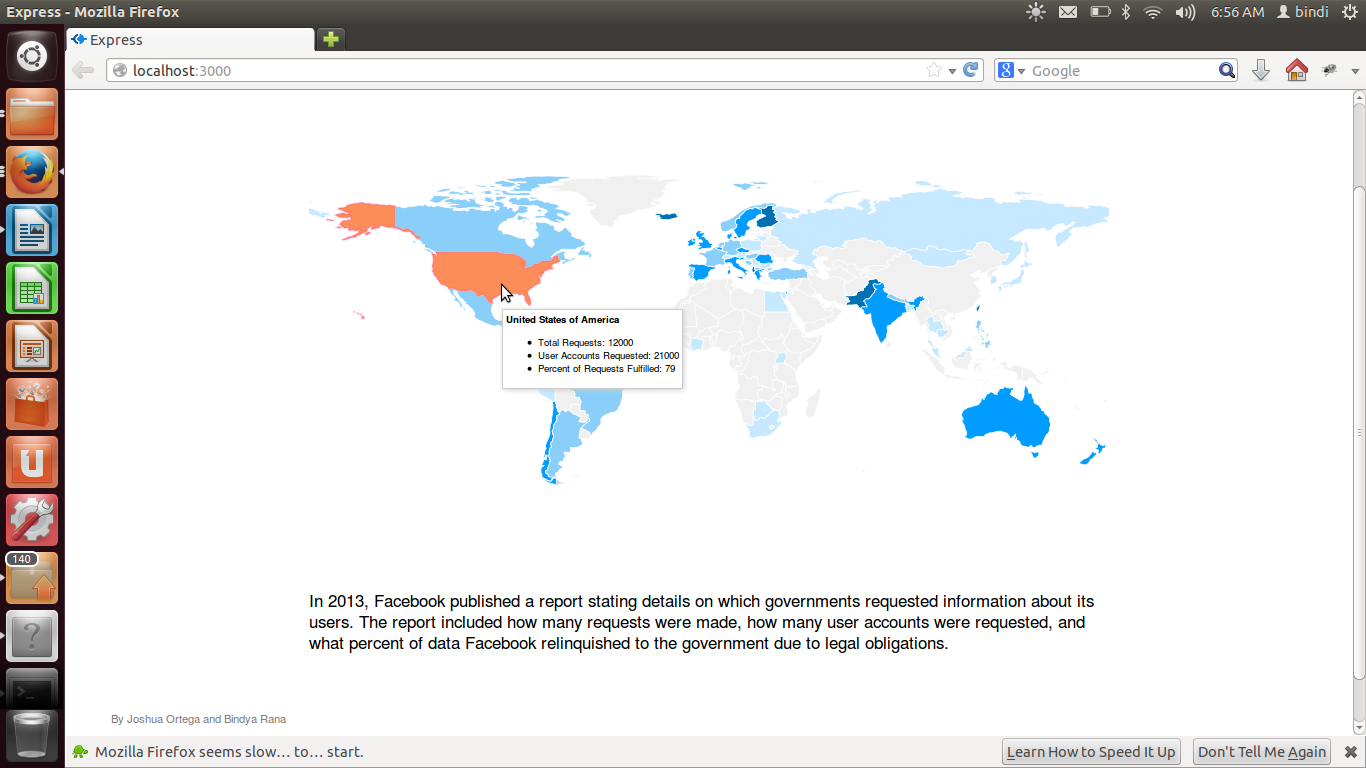 Express - Mozilla Firefox
6:56 AM
bindi
Express
localhost:3000
Google
United States of America
Total Requests: 12000
User Accounts Requested: 21000
Percent of Requests Fulfilled: 79
140
In 2013, Facebook published a report stating details on which governments requested information about its
users. The report included how many requests were made, how many user accounts were requested, and
what percent of data Facebook relinquished to the government due to legal obligations.
By Joshua Ortega and Bindya Rana
Mozilla Firefox seems slow... to... start.
Learn How to Speed It Up
Don't Tell Me Again